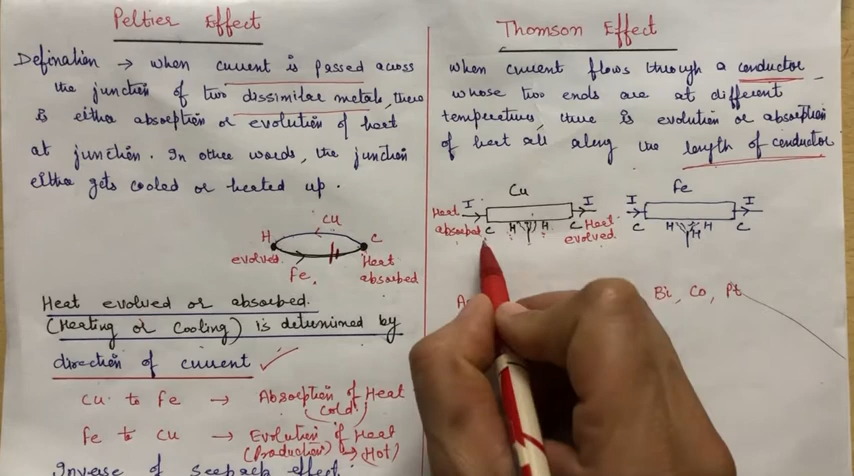 Peltier Effect
Defination → when current is passed across
the junction of two dissimilar metals, there
is either absorption or evolution of heat
at junction. In other words, the junction
either gets cooled or heated up.
Cu
H C
evolved Heat
Fe absorbed
Heat evolved or absorbed.
(Heating or Cooling) is determined by
direction of current ✓
Cu to Fe → Absorption of Heat
(cold)
Fe to Cu → Evolution of Heat
(Production) → (Hot)
Inverse of seebeck effect.
Thomson Effect
when current flows through a conductor
whose two ends are at different
temperature, there is evolution or absorption
of heat all along the length of conductor
Cu Fe
I I I I
Heat C H H C Heat C H H C
absorbed evolved H
Bi, Co, Pt